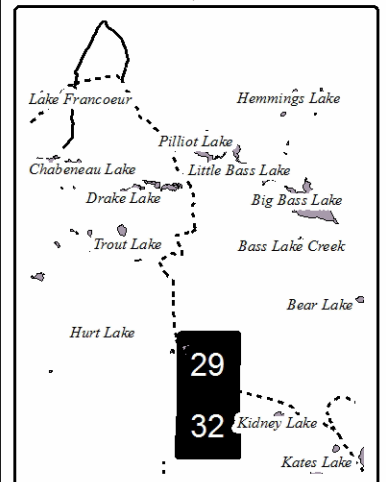 Lake Francoeur
Hemmings Lake
Pilliot Lake
Chabeneau Lake
Little Bass Lake
Drake Lake
Big Bass Lake
Trout Lake
Bass Lake Creek
Bear Lake
Hurt Lake
29
32
Kidney Lake
Kates Lake